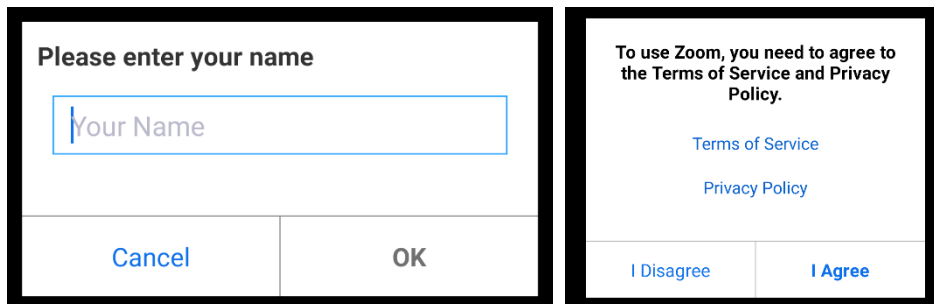 Please enter your name
Your Name
Cancel
OK
To use Zoom, you need to agree to
the Terms of Service and Privacy
Policy.
Terms of Service
Privacy Policy
I Disagree
I Agree